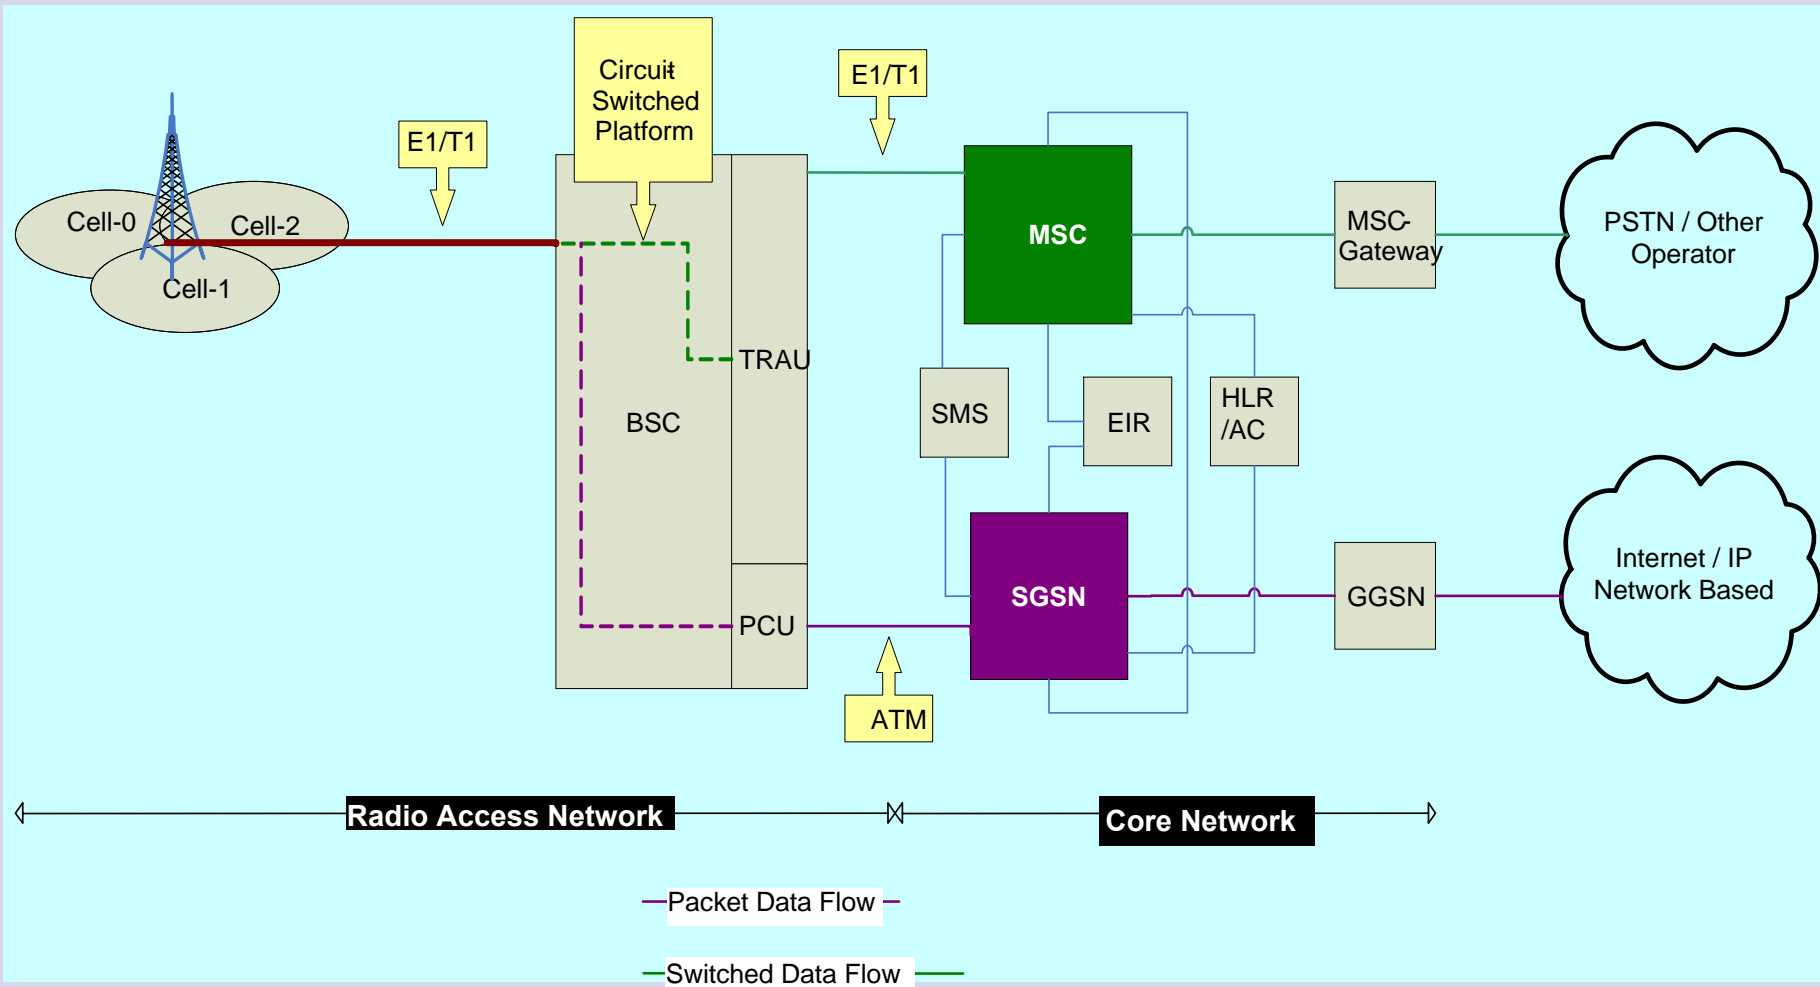 Circuit-
Switched
Platform
E1/T1
E1/T1
Cell-0
Cell-2
Cell-1
MSC
MSC-
Gateway
PSTN / Other
Operator
TRAU
BSC
SMS
EIR
HLR
/AC
SGSN
GGSN
Internet / IP
Network Based
PCU
ATM
Radio Access Network
Core Network
Packet Data Flow
Switched Data Flow